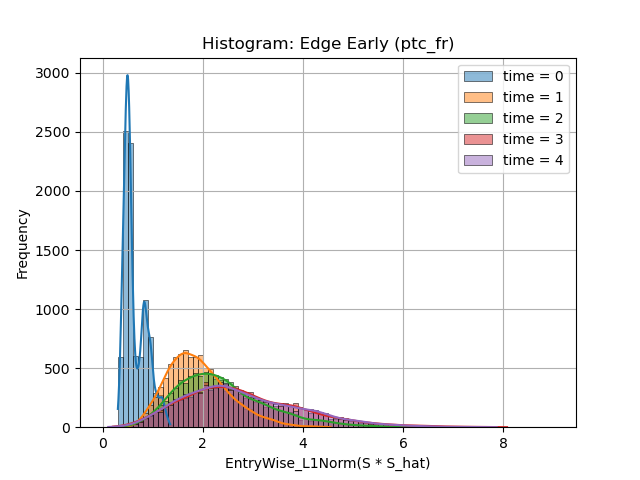 Histogram: Edge Early (ptc_fr)
time = 0
time = 1
time = 2
time = 3
time = 4
3000
2500
2000
1500
1000
500
0
Frequency
0 2 4 6 8
EntryWise_L1Norm(S * S_hat)